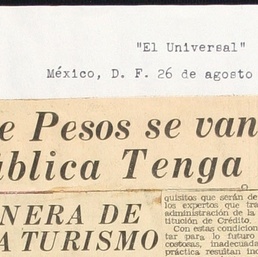 "El Universal"
México, D. F. 26 de agosto
e Pesos se van
ública Tenga
NERA DE
A TURISMO
quisitos que serán de
los expertos que tra
administración de la
titución de Crédito.
Con estas condicion
tar para lo futuro
costosas, inadecuada
práctica resultan ind